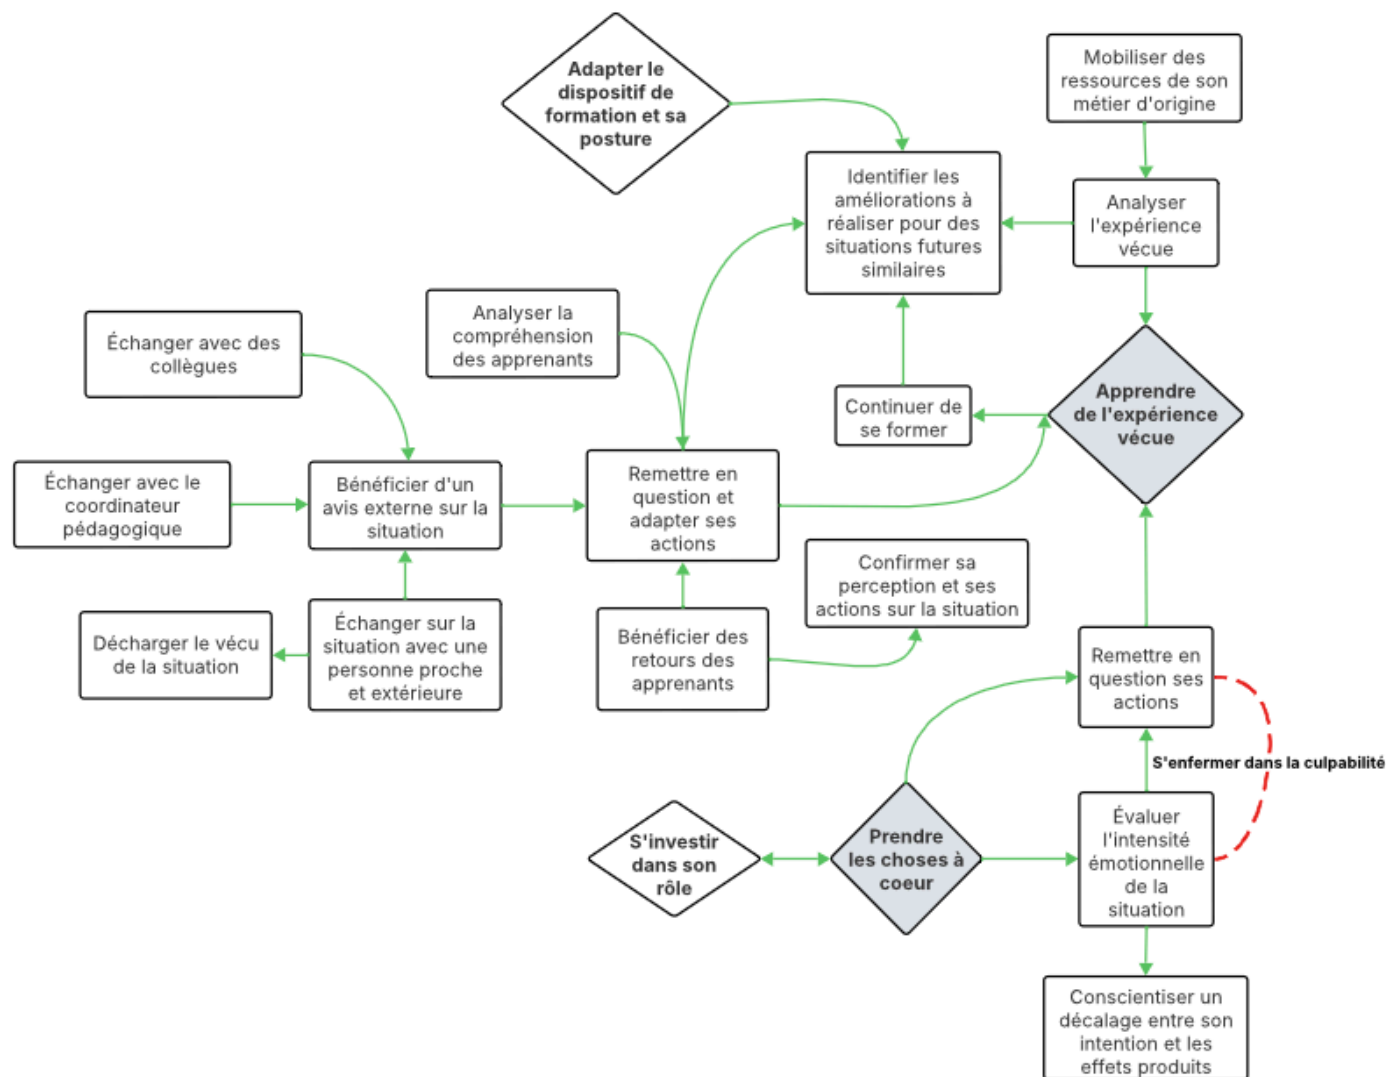 Adapter le
dispositif de
formation et sa
posture
Mobiliser des
ressources de son
métier d'origine
Identifier les
améliorations à
réaliser pour des
situations futures
similaires
Analyser
l'expérience
vécue
Analyser la
compréhension
des apprenants
Échanger avec des
collègues
Continuer de
se former
Apprendre
de l'expérience
vécue
Échanger avec le
coordinateur
pédagogique
Bénéficier d'un
avis externe sur la
situation
Remettre en
question et
adapter ses
actions
Confirmer sa
perception et ses
actions sur la situation
Décharger le vécu
de la situation
Échanger sur la
situation avec une
personne proche
et extérieure
Bénéficier des
retours des
apprenants
Remettre en
question ses
actions
S'enfermer dans la culpabilité
S'investir
dans son
rôle
Prendre
les choses à
coeur
Évaluer
l'intensité
émotionnelle
de la
situation
Conscientiser un
décalage entre son
intention et les
effets produits